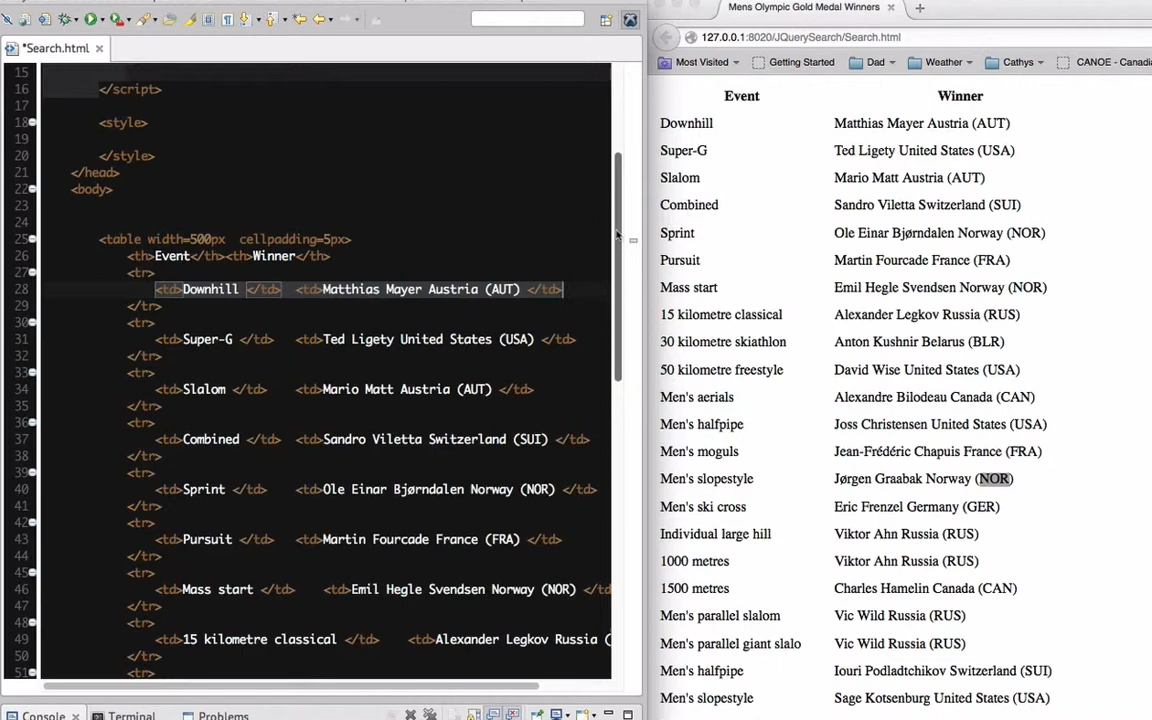 *Search.html
15
16 </script>
17
18 <style>
19
20 </style>
21 </head>
22 <body>
23
24
25 <table width=500px cellpadding=5px>
26 <th>Event</th><th>Winner</th>
27 <tr>
28 <td>Downhill </td> <td>Matthias Mayer Austria (AUT) </td>
29 </tr>
30 <tr>
31 <td>Super-G </td> <td>Ted Ligety United States (USA) </td>
32 </tr>
33 <tr>
34 <td>Slalom </td> <td>Mario Matt Austria (AUT) </td>
35 </tr>
36 <tr>
37 <td>Combined </td> <td>Sandro Viletta Switzerland (SUI) </td>
38 </tr>
39 <tr>
40 <td>Sprint </td> <td>Ole Einar Bjørndalen Norway (NOR) </td>
41 </tr>
42 <tr>
43 <td>Pursuit </td> <td>Martin Fourcade France (FRA) </td>
44 </tr>
45 <tr>
46 <td>Mass start </td> <td>Emil Hegle Svendsen Norway (NOR) </td
47 </tr>
48 <tr>
49 <td>15 kilometre classical </td> <td>Alexander Legkov Russia (
50 </tr>
51 <tr>
Console Terminal Problems
Mens Olympic Gold Medal Winners
127.0.0.1:8020/JQuerySearch/Search.html
Most Visited Getting Started Dad Weather Cathys CANOE - Canadi
Event Winner
Downhill Matthias Mayer Austria (AUT)
Super-G Ted Ligety United States (USA)
Slalom Mario Matt Austria (AUT)
Combined Sandro Viletta Switzerland (SUI)
Sprint Ole Einar Bjørndalen Norway (NOR)
Pursuit Martin Fourcade France (FRA)
Mass start Emil Hegle Svendsen Norway (NOR)
15 kilometre classical Alexander Legkov Russia (RUS)
30 kilometre skiathlon Anton Kushnir Belarus (BLR)
50 kilometre freestyle David Wise United States (USA)
Men's aerials Alexandre Bilodeau Canada (CAN)
Men's halfpipe Joss Christensen United States (USA)
Men's moguls Jean-Frédéric Chapuis France (FRA)
Men's slopestyle Jørgen Graabak Norway (NOR)
Men's ski cross Eric Frenzel Germany (GER)
Individual large hill Viktor Ahn Russia (RUS)
1000 metres Viktor Ahn Russia (RUS)
1500 metres Charles Hamelin Canada (CAN)
Men's parallel slalom Vic Wild Russia (RUS)
Men's parallel giant slalo Vic Wild Russia (RUS)
Men's halfpipe Iouri Podladtchikov Switzerland (SUI)
Men's slopestyle Sage Kotsenburg United States (USA)